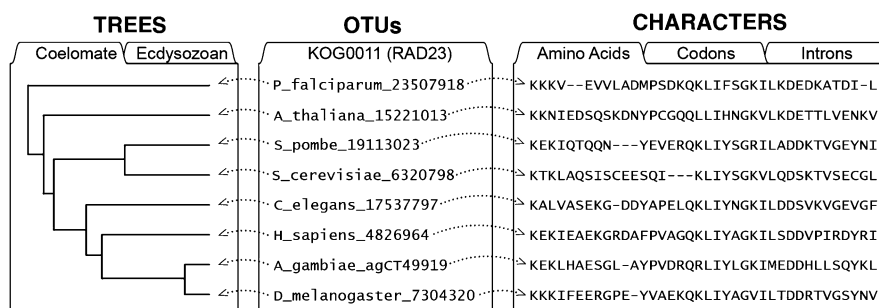 TREES OTUs CHARACTERS
Coelomate Ecdysozoan KOG0011 (RAD23) Amino Acids Codons Introns
P_falciparum_23507918 KKKV--EVVLADMPSDKQKLIFSGKILKDEDKATDI-L
A_thaliana_15221013 KKNIEDSQSKDNYPCGQQLLIHNGKVLKDETTLVENKV
S_pombe_19113023 KEKIQTQQN---YEVERQKLIYSGRILADDKTVGEYNI
S_cerevisiae_6320798 KTKLAQSISCEESQI---KLIYSGKVLQDSKTVSECGL
C_elegans_17537797 KALVASEKG-DDYAPELQKLIYNGKILDDSVKVGEVGF
H_sapiens_4826964 KEKIEAEKGRDAFPVAGQKLIYAGKILSDDVPIRDYRI
A_gambiae_agCT49919 KEKLHAESGL-AYPVDRQRLIYLGKIMEDDHLLSQYKL
D_melanogaster_7304320 KKKIFEERGPE-YVAEKQKLIYAGVILTDDRTVGSYNV